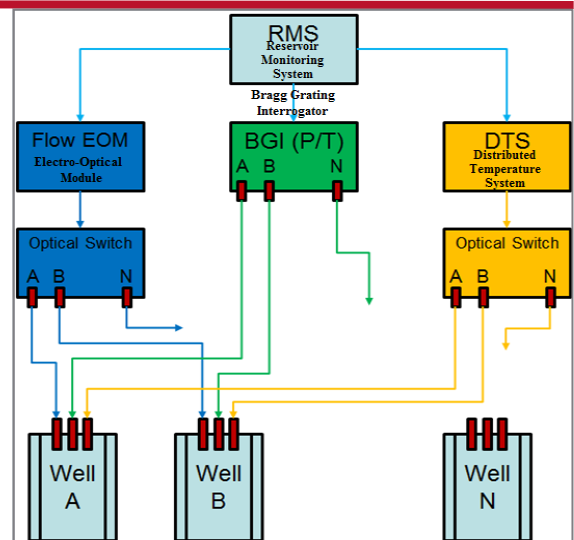 RMS
Reservoir
Monitoring
System
Bragg Grating
Interrogator
Flow EOM
Electro-Optical
Module
BGI (P/T)
A B N
DTS
Distributed
Temperature
System
Optical Switch
A B N
Optical Switch
A B N
Well
A
Well
B
Well
N